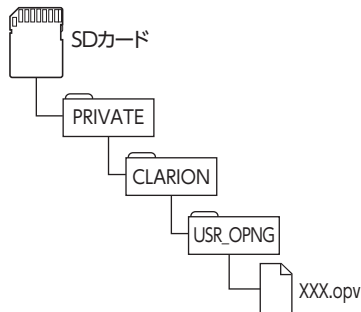 SDカード
PRIVATE
CLARION
USR_OPNG
XXX.opv